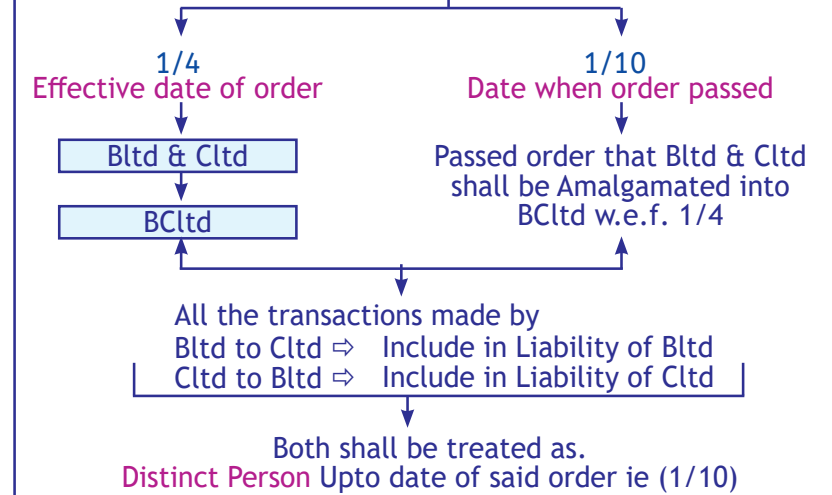 1/4
Effective date of order
Bltd & Cltd
BCltd
1/10
Date when order passed
Passed order that Bltd & Cltd
shall be Amalgamated into
BCltd w.e.f. 1/4
All the transactions made by
Bltd to Cltd ⇨ Include in Liability of Bltd
Cltd to Bltd ⇨ Include in Liability of Cltd
Both shall be treated as.
Distinct Person Upto date of said order ie (1/10)